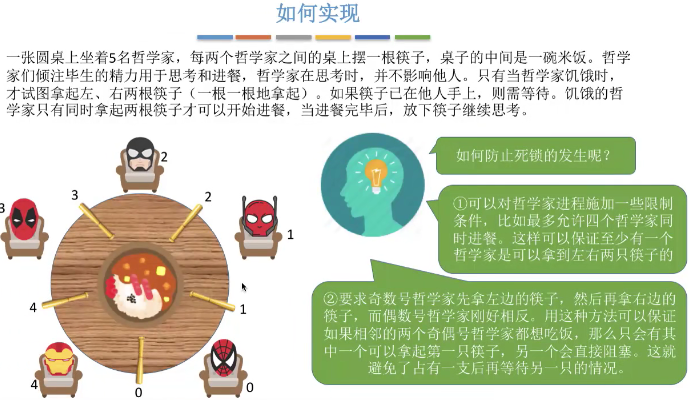 如何实现
一张圆桌上坐着5名哲学家，每两个哲学家之间的桌上摆一根筷子，桌子的中间是一碗米饭。哲学
家们倾注毕生的精力用于思考和进餐，哲学家在思考时，并不影响他人。只有当哲学家饥饿时，
才试图拿起左、右两根筷子（一根一根地拿起）。如果筷子已在他人手上，则需等待。饥饿的哲
学家只有同时拿起两根筷子才可以开始进餐，当进餐完毕后，放下筷子继续思考。
如何防止死锁的发生呢？
①可以对哲学家进程施加一些限制
条件，比如最多允许四个哲学家同
时进餐。这样可以保证至少有一个
哲学家是可以拿到左右两只筷子的
②要求奇数号哲学家先拿左边的筷子，然后再拿右边的
筷子，而偶数号哲学家刚好相反。用这种方法可以保证
如果相邻的两个奇偶号哲学家都想吃饭，那么只会有其
中一个可以拿起第一只筷子，另一个会直接阻塞。这就
避免了占有一支后再等待另一只的情况。
2
3
3
2
1
4
1
4
0
0